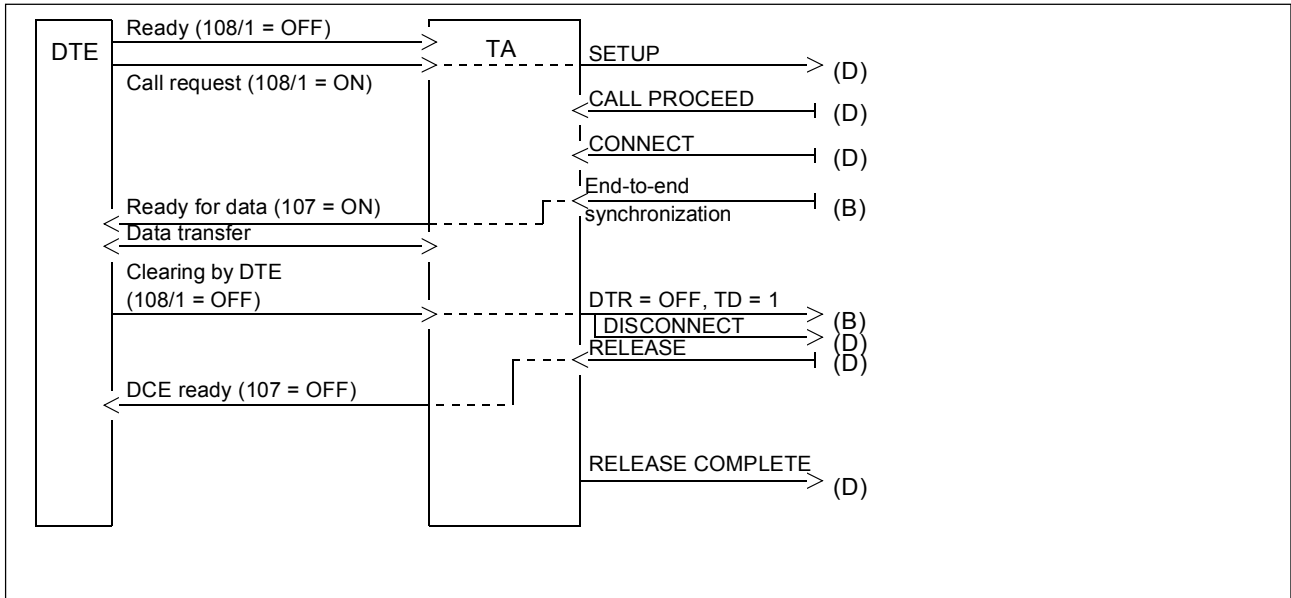 Ready (108/1 = OFF)
DTE
TA
SETUP
(D)
Call request (108/1 = ON)
CALL PROCEED
(D)
CONNECT
(D)
End-to-end
synchronization
(B)
Ready for data (107 = ON)
Data transfer
Clearing by DTE
(108/1 = OFF)
DTR = OFF, TD = 1
(B)
DISCONNECT
(D)
RELEASE
(D)
DCE ready (107 = OFF)
RELEASE COMPLETE
(D)